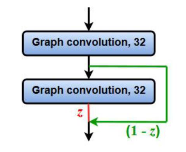 Graph convolution, 32
Graph convolution, 32
z
(1 - z)